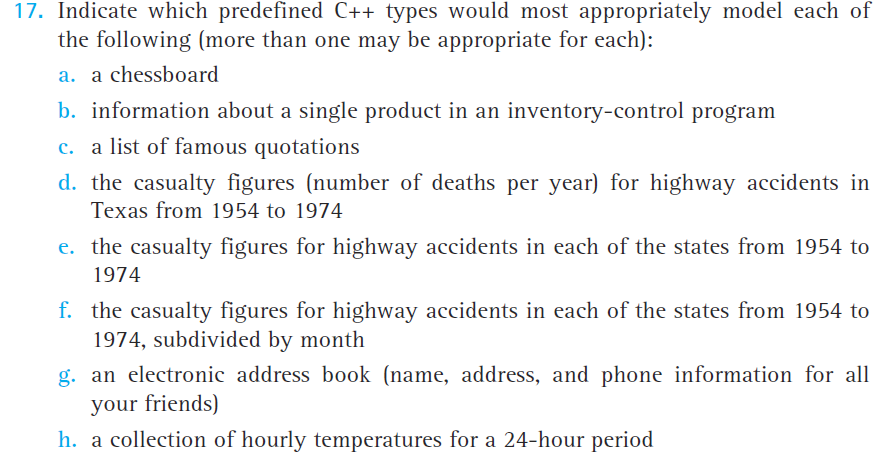 17. Indicate which predefined C++ types would most appropriately model each of
the following (more than one may be appropriate for each):
a. a chessboard
b. information about a single product in an inventory-control program
c. a list of famous quotations
d. the casualty figures (number of deaths per year) for highway accidents in
Texas from 1954 to 1974
e. the casualty figures for highway accidents in each of the states from 1954 to
1974
f. the casualty figures for highway accidents in each of the states from 1954 to
1974, subdivided by month
g. an electronic address book (name, address, and phone information for all
your friends)
h. a collection of hourly temperatures for a 24-hour period